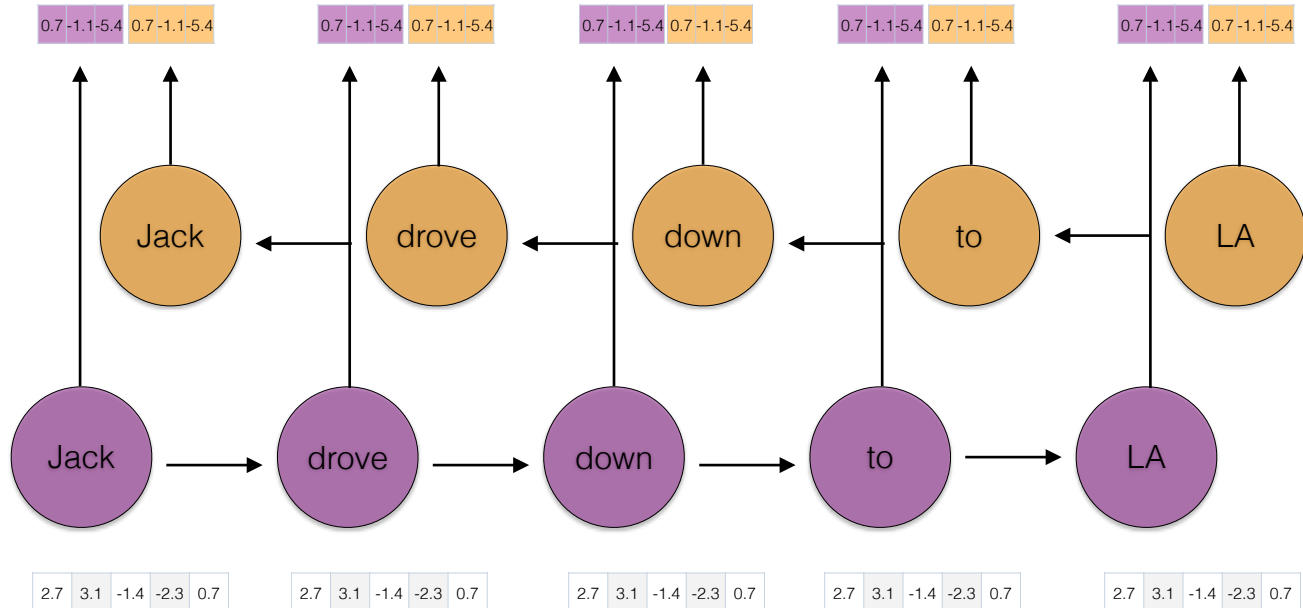 0.7 -1.1 -5.4 0.7 -1.1 -5.4 0.7 -1.1 -5.4 0.7 -1.1 -5.4 0.7 -1.1 -5.4 0.7 -1.1 -5.4 0.7 -1.1 -5.4 0.7 -1.1 -5.4 0.7 -1.1 -5.4 0.7 -1.1 -5.4
Jack drove down to LA
Jack drove down to LA
2.7 3.1 -1.4 -2.3 0.7 2.7 3.1 -1.4 -2.3 0.7 2.7 3.1 -1.4 -2.3 0.7 2.7 3.1 -1.4 -2.3 0.7 2.7 3.1 -1.4 -2.3 0.7